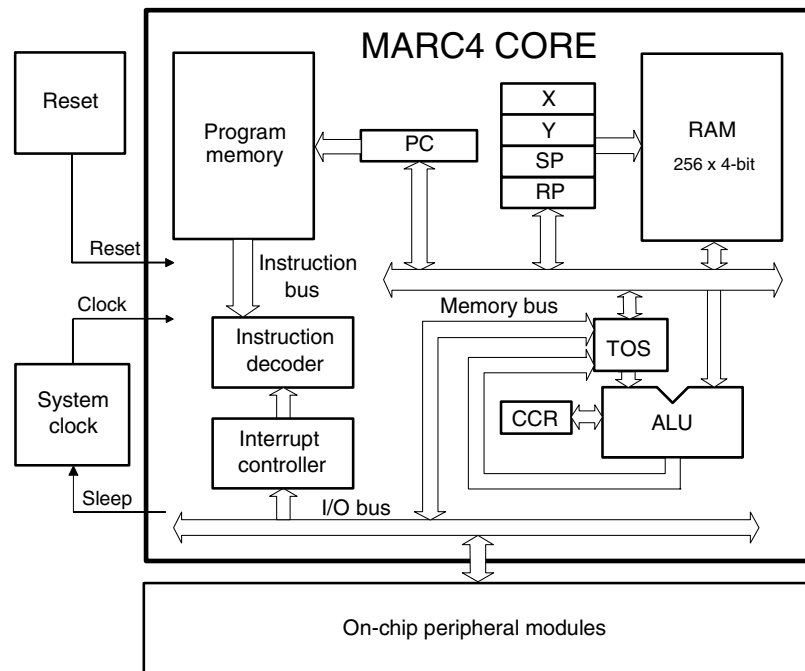 MARC4 CORE
Reset
Program
memory
PC
X
Y
SP
RP
RAM
256 x 4-bit
Reset
Instruction
bus
Clock
Memory bus
Instruction
decoder
TOS
System
clock
CCR
ALU
Interrupt
controller
Sleep
I/O bus
On-chip peripheral modules